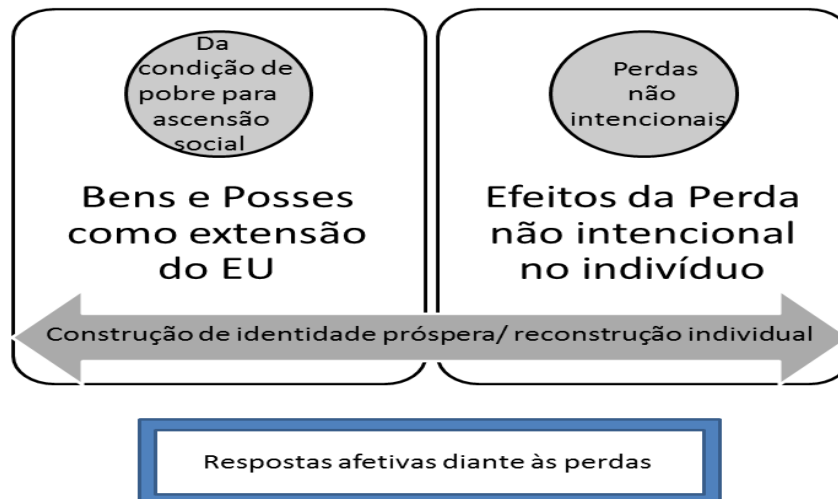 Da
condição de
pobre para
ascensão
social
Bens e Posses
como extensão
do EU
Perdas
não
intencionais
Efeitos da Perda
não intencional
no indivíduo
Construção de identidade próspera/ reconstrução individual
Respostas afetivas diante às perdas